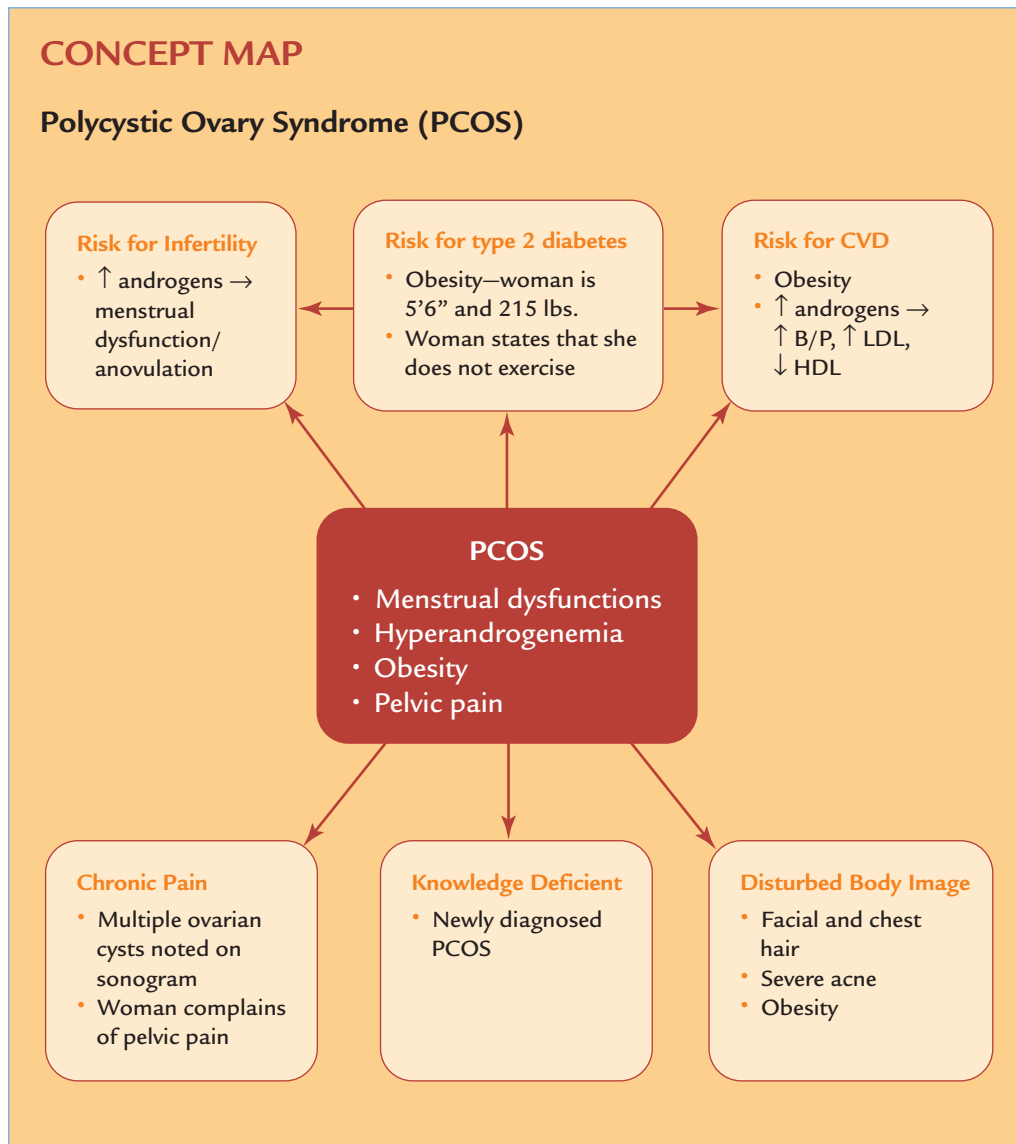 CONCEPT MAP
Polycystic Ovary Syndrome (PCOS)
Risk for Infertility
• ↑ androgens →
menstrual
dysfunction/
anovulation
Risk for type 2 diabetes
• Obesity—woman is
5’6” and 215 lbs.
• Woman states that she
does not exercise
Risk for CVD
• Obesity
• ↑ androgens →
↑ B/P, ↑ LDL,
↓ HDL
PCOS
• Menstrual dysfunctions
• Hyperandrogenemia
• Obesity
• Pelvic pain
Chronic Pain
• Multiple ovarian
cysts noted on
sonogram
• Woman complains
of pelvic pain
Knowledge Deficient
• Newly diagnosed
PCOS
Disturbed Body Image
• Facial and chest
hair
• Severe acne
• Obesity